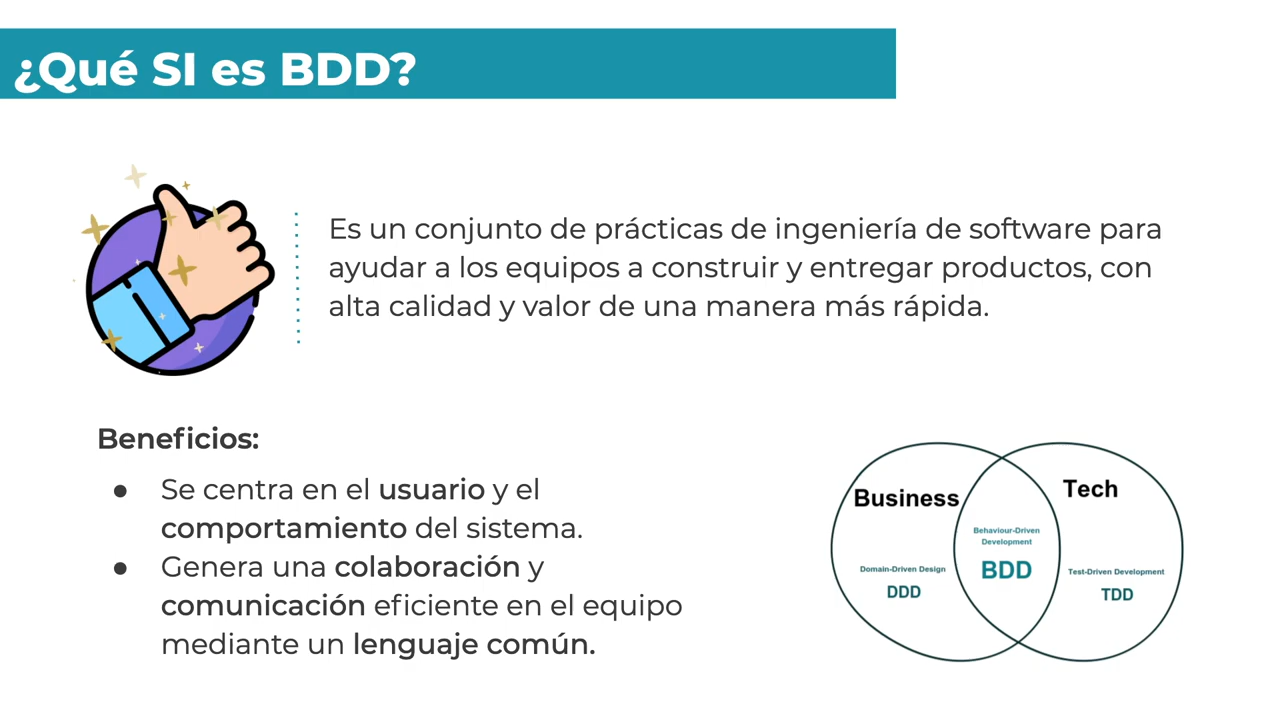 ¿Qué SI es BDD?
Es un conjunto de prácticas de ingeniería de software para
ayudar a los equipos a construir y entregar productos, con
alta calidad y valor de una manera más rápida.
Beneficios:
● Se centra en el usuario y el
comportamiento del sistema.
● Genera una colaboración y
comunicación eficiente en el equipo
mediante un lenguaje común.
Business
Domain-Driven Design
DDD
Behaviour-Driven
Development
BDD
Tech
Test-Driven Development
TDD